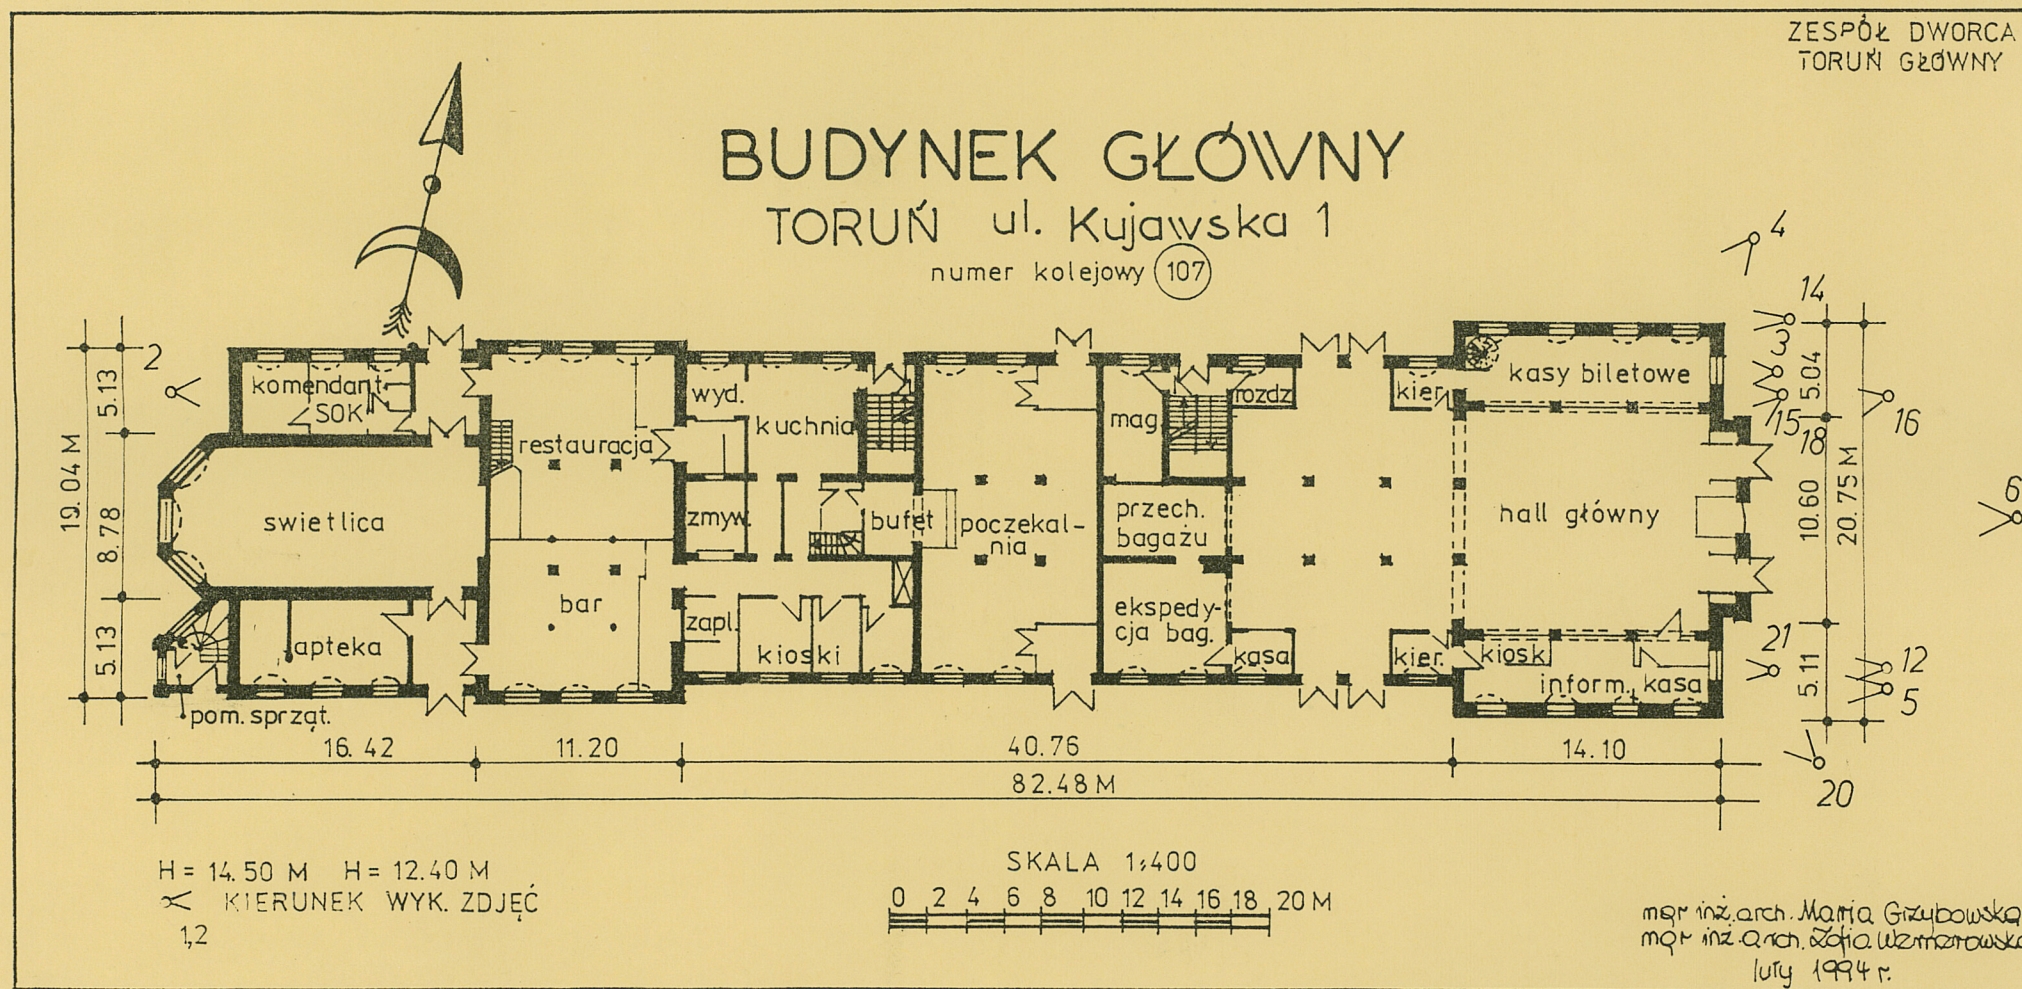 ZESPÓŁ DWORCA
TORUŃ GŁÓWNY
BUDYNEK GŁÓWNY
TORUŃ ul. Kujawska 1
numer kolejowy 107
4
14
2
3
15
18
16
6
21
12
5
20
19.04 M
5.13
8.78
5.13
5.04
10.60
5.11
20.75 M
komendant
SOK
restauracja
wyd.
kuchnia
mag.
rozdz.
kier.
kasy biletowe
swietlica
zmyw.
bufet
poczekal-
nia
przech.
bagażu
hall główny
bar
apteka
zapl.
kioski
ekspedy-
cja bag.
kasa
kier.
kiosk
inform. kasa
pom. sprząt.
16.42
11.20
40.76
14.10
82.48 M
H = 14.50 M H = 12.40 M
KIERUNEK WYK. ZDJĘĆ
1,2
SKALA 1:400
0 2 4 6 8 10 12 14 16 18 20 M
mgr inż. arch. Maria Grzybowska
mgr inż. arch. Zofia
luty 1994 r.